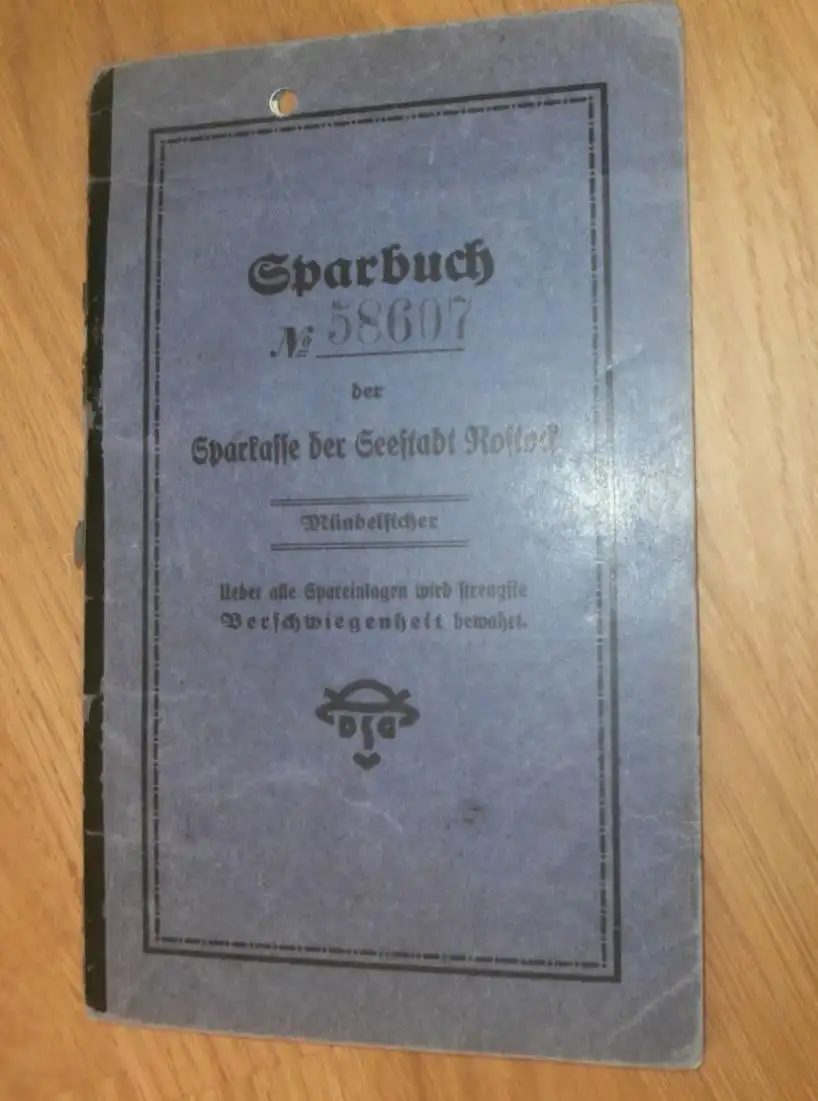 Sparbuch
No 58607
der
Sparkasse der Seestadt Rostock
Mündelsicher
Ueber alle Spareinlagen wird strengste
Verschwiegenheit bewahrt.
DSG